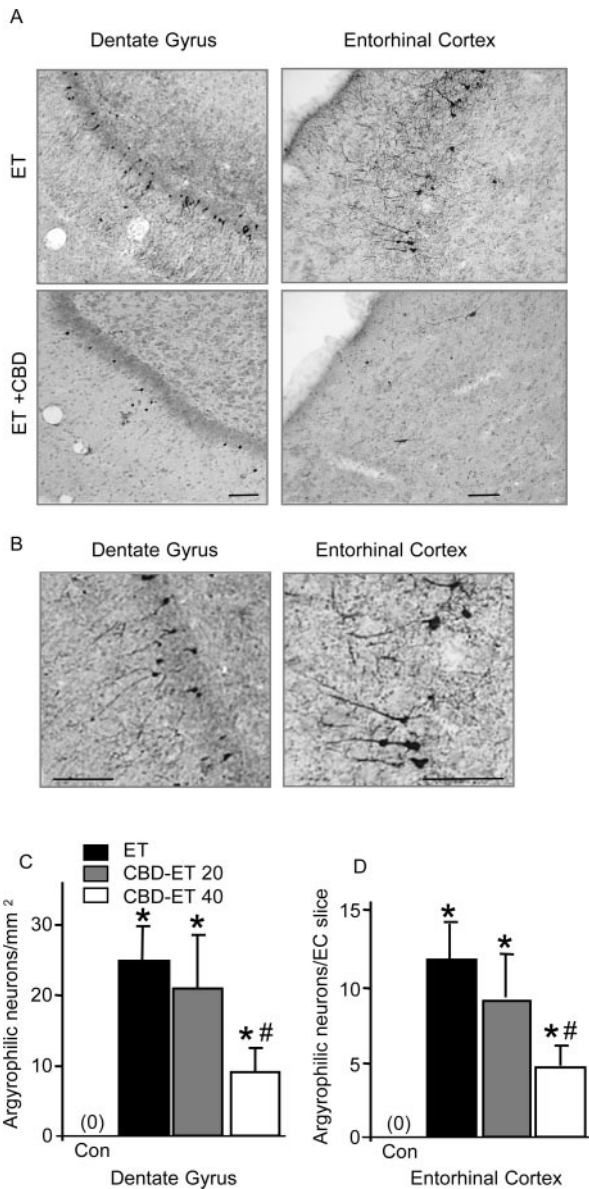 A
Dentate Gyrus
Entorhinal Cortex
ET
ET +CBD
B
Dentate Gyrus
Entorhinal Cortex
C
ET
CBD-ET 20
CBD-ET 40
Argyrophilic neurons/mm²
30
20
10
0
*
*
*#
(0)
Con
Dentate Gyrus
D
Argyrophilic neurons/EC slice
15
10
5
0
*
*
*#
(0)
Con
Entorhinal Cortex